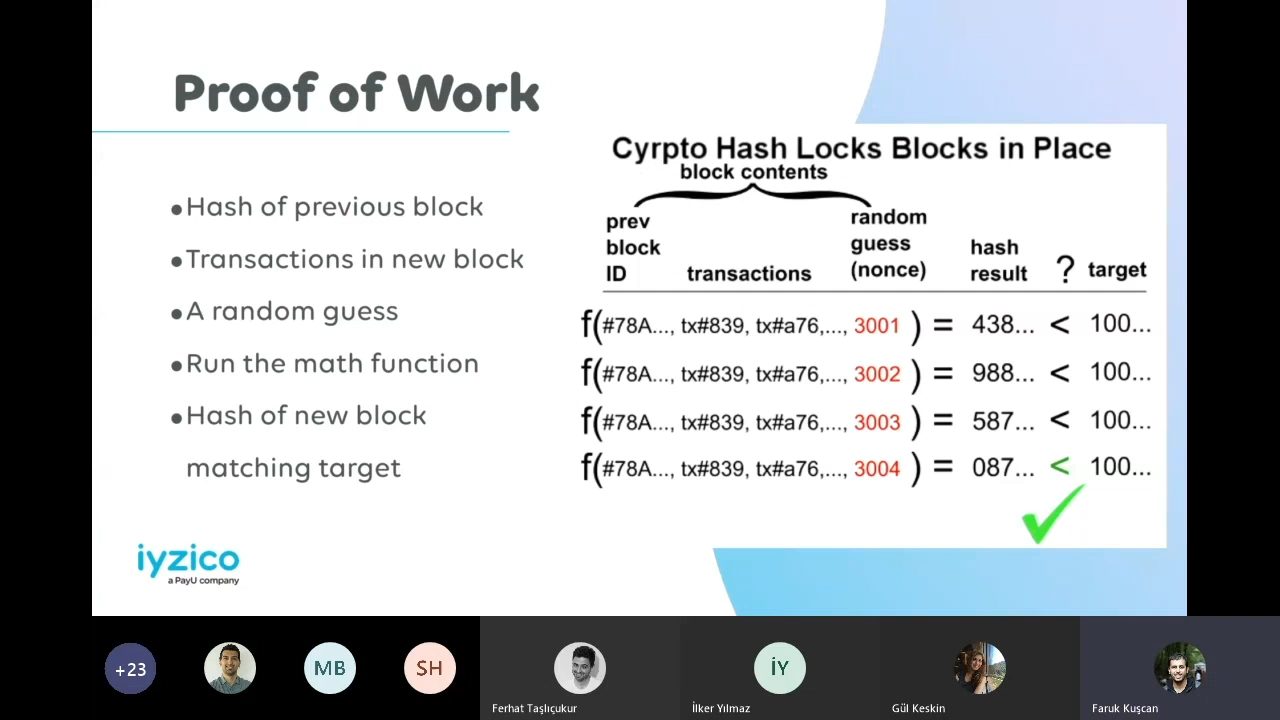 Proof of Work
•Hash of previous block
•Transactions in new block
•A random guess
•Run the math function
•Hash of new block
matching target
iyzico
a PayU company
Cyrpto Hash Locks Blocks in Place
block contents
prev
block
ID
transactions
random
guess
(nonce)
hash
result
?
target
f(#78A..., tx#839, tx#a76,..., 3001 ) = 438... < 100...
f(#78A..., tx#839, tx#a76,..., 3002 ) = 988... < 100...
f(#78A..., tx#839, tx#a76,..., 3003 ) = 587... < 100...
f(#78A..., tx#839, tx#a76,..., 3004 ) = 087... < 100...
+23
MB
SH
İY
Ferhat Taşlıçukur
İlker Yılmaz
Gül Keskin
Faruk Kuşcan